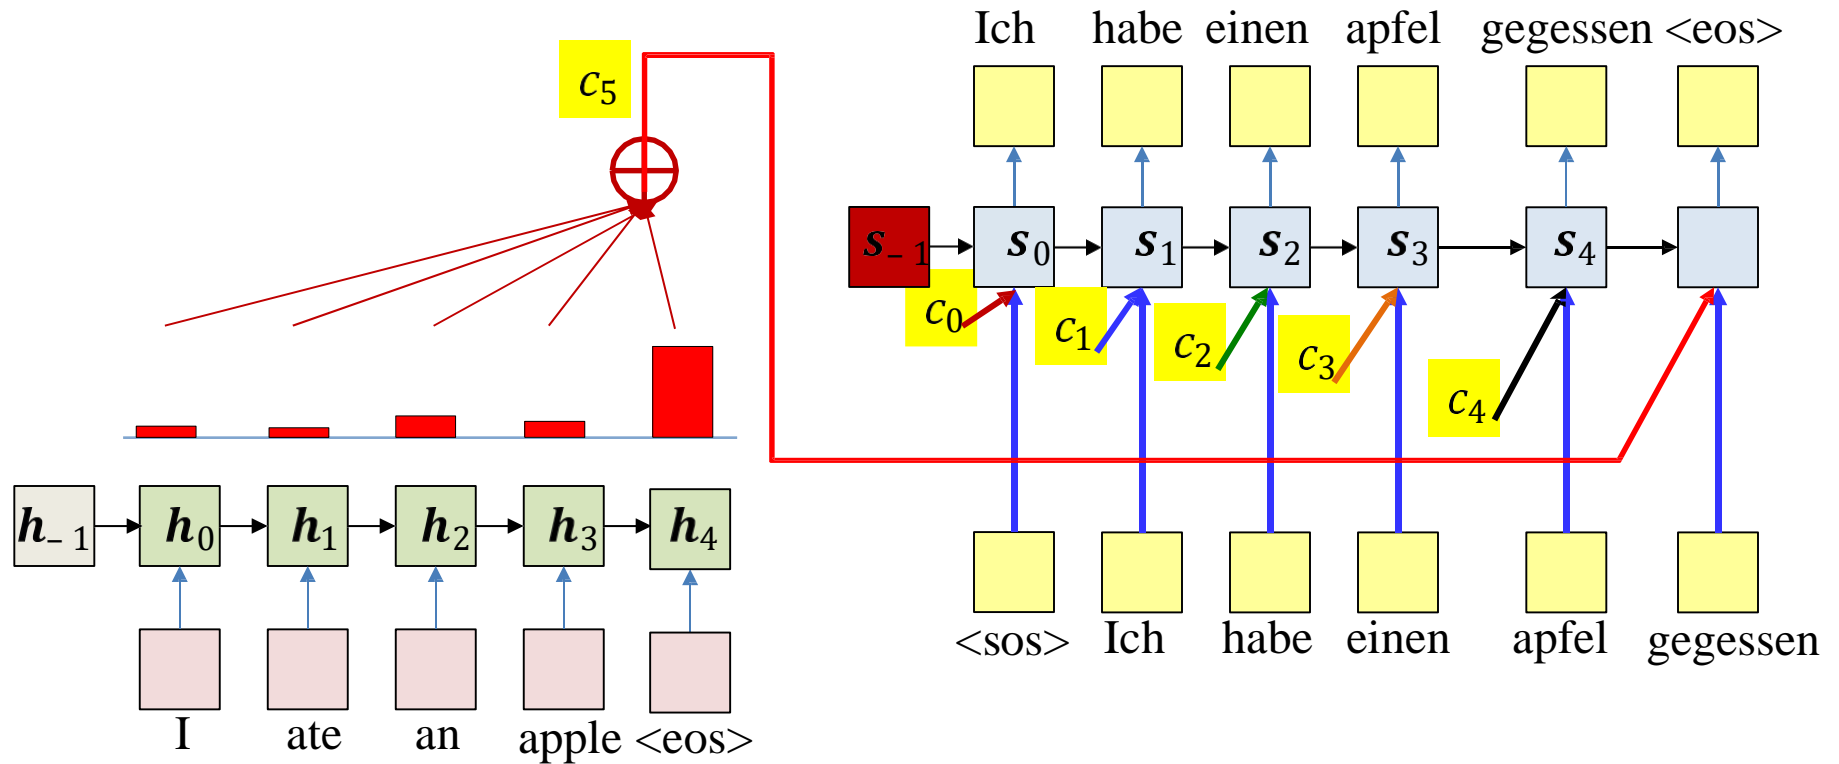 Ich habe einen apfel gegessen <eos>
c₅
s₋₁ s₀ s₁ s₂ s₃ s₄
c₀ c₁ c₂ c₃ c₄
h₋₁ h₀ h₁ h₂ h₃ h₄
<sos> Ich habe einen apfel gegessen
I ate an apple <eos>